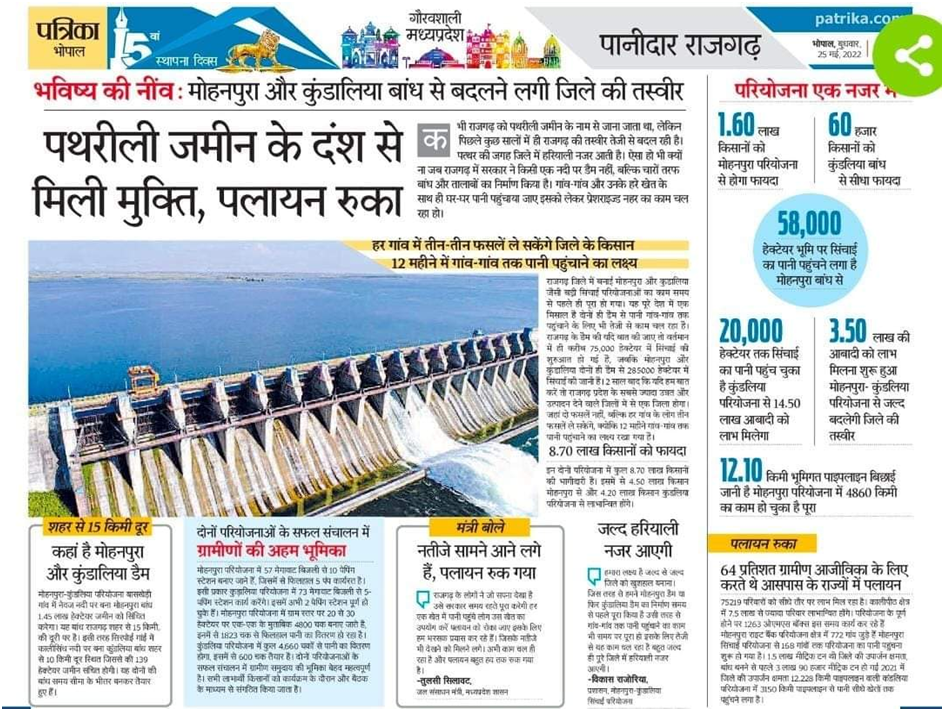 पत्रिका
भोपाल
15 वां
स्थापना दिवस
गौरवशाली
मध्यप्रदेश
पानीदार राजगढ़
patrika.com
भोपाल, बुधवार,
25 मई, 2022
भविष्य की नींव : मोहनपुरा और कुंडालिया बांध से बदलने लगी जिले की तस्वीर
पथरीली जमीन के दंश से
मिली मुक्ति, पलायन रुका
कभी राजगढ़ को पथरीली जमीन के नाम से जाना जाता था, लेकिन
पिछले कुछ सालों में ही राजगढ़ की तस्वीर तेजी से बदल रही है।
पत्थर की जगह जिले में हरियाली नजर आती है। ऐसा हो भी क्यों
ना जब राजगढ़ में सरकार ने किसी एक नदी पर डैम नहीं, बल्कि चारों तरफ
बांध और तालाबों का निर्माण किया है। गांव-गांव और उनके हरे खेत के
साथ ही घर-घर पानी पहुंचाया जाए इसको लेकर प्रेशराइज्ड नहर का काम चल
रहा हो।
हर गांव में तीन-तीन फसलें ले सकेंगे जिले के किसान
12 महीने में गांव-गांव तक पानी पहुंचाने का लक्ष्य
राजगढ़ जिले में बनाई मोहनपुरा और कुंडालिया
जैसी बड़ी सिंचाई परियोजनाओं का काम समय
से पहले ही पूरा हो गया। यह पूरे देश में एक
मिसाल है दोनों ही डैम से पानी गांव-गांव तक
पहुंचाने के लिए भी तेजी से काम चल रहा है।
राजगढ़ के डैम की यदि बात की जाए तो वर्तमान
में ही करीब 75,000 हेक्टेयर में सिंचाई की
शुरुआत हो गई है, जबकि मोहनपुरा और
कुंडालिया दोनों ही डैम से 285000 हेक्टेयर में
सिंचाई की जानी है। 2 साल बाद कि यदि हम बात
करें तो राजगढ़ प्रदेश के सबसे ज्यादा उन्नत और
उत्पादन देने वाले जिलों में से एक जिला होगा।
जहां दो फसलें नहीं, बल्कि हर गांव के लोग तीन
फसलें ले सकेंगे, क्योंकि 12 महीने गांव-गांव तक
पानी पहुंचाने का लक्ष्य रखा गया है।
8.70 लाख किसानों को फायदा
इन दोनों परियोजना में कुल 8.70 लाख किसानों
की भागीदारी है। इसमें से 4.50 लाख किसान
मोहनपुरा से और 4.20 लाख किसान कुंडलिया
परियोजना से लाभान्वित होंगे।
परियोजना एक नजर में
1.60 लाख
किसानों को
मोहनपुरा परियोजना
से होगा फायदा
60 हजार
किसानों को
कुंडलिया बांध
से सीधा फायदा
58,000
हेक्टेयर भूमि पर सिंचाई
का पानी पहुंचने लगा है
मोहनपुरा बांध से
20,000
हेक्टेयर तक सिंचाई
का पानी पहुंच चुका
है कुंडलिया
परियोजना से 14.50
लाख आबादी को
लाभ मिलेगा
3.50 लाख की
आबादी को लाभ
मिलना शुरू हुआ
मोहनपुरा- कुंडलिया
परियोजना से जल्द
बदलेगी जिले की
तस्वीर
12.10 किमी भूमिगत पाइपलाइन बिछाई
जानी है मोहनपुरा परियोजना में 4860 किमी
का काम हो चुका है पूरा
शहर से 15 किमी दूर
कहां है मोहनपुरा
और कुंडालिया डैम
मोहनपुरा-कुंडलिया परियोजना बासखेड़ी
गांव में नेवज नदी पर बना मोहनपुरा बांध
1.45 लाख हेक्टेयर जमीन को सिंचित
करेगा। यह बांध राजगढ़ शहर से 15 किमी.
की दूरी पर है। इसी तरह सिरपोई गांई में
कालीसिंध नदी पर बना कुंडालिया बांध शहर
से 10 किमी दूर स्थित जिससे की 139
हेक्टेयर जमीन संचित होगी। यह दोनों की
बांध समय सीमा के भीतर बनकर तैयार
हुए हैं।
दोनों परियोजनाओं के सफल संचालन में
ग्रामीणों की अहम भूमिका
मोहनपुरा परियोजना में 57 मेगावाट बिजली से 10 पंपिंग
स्टेशन बनाए जाने हैं, जिसमें से फिलहाल 5 पंप कार्यरत है।
इसी प्रकार कुंडालिया परियोजना में 73 मेगावाट बिजली से 5-
पंपिंग स्टेशन कार्य करेंगे। इसमें अभी 2 पंपिंग स्टेशन पूर्ण हो
चुके हैं। मोहनपुरा परियोजना में ग्राम स्तर पर 20 से 30
हेक्टेयर पर एक-एक के मुताबिक 4800 चक बनाए जाते है,
इनमें से 1823 चक से फिलहाल पानी का वितरण हो रहा है।
कुंडालिया परियोजना में कुल 4,660 चकों से पानी का वितरण
होगा, इसमें से 600 चक तैयार है। दोनों परियोजनाओं के
सफल संचालन में ग्रामीण समुदाय की भूमिका बेहद महत्वपूर्ण
है। सभी लाभार्थी किसानों को कार्यक्रम के दौरान और बैठक
के माध्यम से संगठित किया जाता है।
मंत्री बोले
नतीजे सामने आने लगे
हैं, पलायन रुक गया
राजगढ़ के लोगों ने जो सपना देखा है
उसे सरकार समय रहते पूरा करेगी हर
एक खेत में पानी पहुंचे लोग उस खेत का
उपयोग करें पलायन को रोका जाए इसके लिए
हम भरसक प्रयास कर रहे हैं। जिसके नतीजे
भी देखने को मिलने लगे। अभी काम चल ही
रहा है और पलायन बहुत हद तक रुक गया
है।
-तुलसी सिलावट,
जल संसाधन मंत्री, मध्यप्रदेश शासन
जल्द हरियाली
नजर आएगी
हमारा लक्ष्य है जल्द से जल्द
जिले को खुशहाल बनाना।
जिस तरह से हमने मोहनपुरा डैम या
फिर कुंडलिया डैम का निर्माण समय
से पहले पूरा किया है उसी तरह से
गांव-गांव तक पानी पहुंचाने का काम
भी समय पर पूरा हो इसके लिए तेजी
से यह काम चल रहा है बहुत जल्द
ही पूरे जिले में हरियाली नजर
आएगी।
-विकास राजोरिया,
प्रशासन, मोहनपुरा-कुंडालिया
सिंचाई परियोजना
पलायन रुका
64 प्रतिशत ग्रामीण आजीविका के लिए
करते थे आसपास के राज्यों में पलायन
75219 परिवारों को सीधे तौर पर लाभ मिल रहा है। कालीपीठ क्षेत्र
में 7.5 लाख से ज्यादा परिवार लाभान्वित होंगे। परियोजना के पूर्ण
होने पर 1263 ओएमएस बॉक्स इस समय कार्य कर रहे हैं
मोहनपुरा राइट बैंक परियोजना क्षेत्र में 772 गांव जुड़े हैं मोहनपुरा
सिंचाई परियोजना से 158 गांवों तक परियोजना का पानी पहुंचना
शुरू हो गया है। 1.5 लाख मीट्रिक टन थी जिले की उपार्जन क्षमता,
बांध बनने से पहले 3 लाख 90 हजार मीट्रिक टन हो गई 2021 में
जिले की उपार्जन क्षमता 12.228 किमी पाइपलाइन वाली कंडलिया
परियोजना में 3150 किमी पाइपलाइन से पानी सीधे खेतों तक
पहुंचने लगा है।